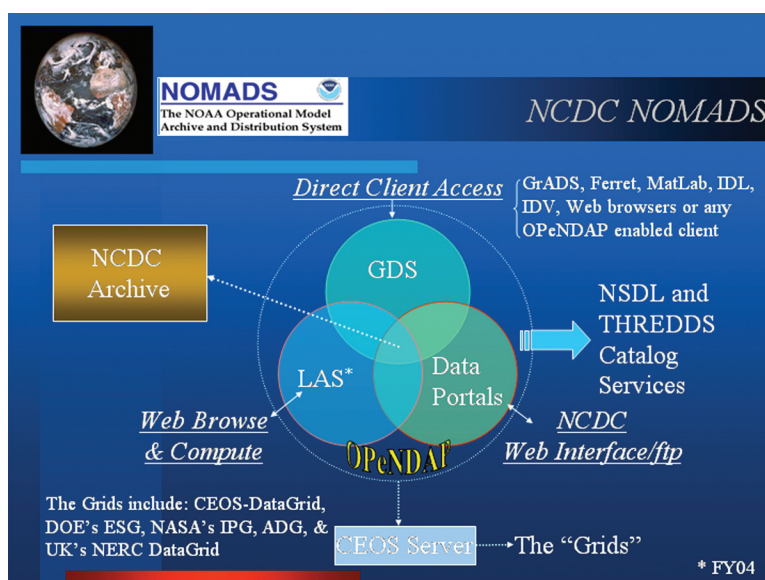 NOMADS
The NOAA Operational Model
Archive and Distribution System
NCDC NOMADS
Direct Client Access
GrADS, Ferret, MatLab, IDL,
IDV, Web browsers or any
OPeNDAP enabled client
NCDC
Archive
GDS
NSDL and
THREDDS
Catalog
Services
LAS*
Data
Portals
Web Browse
& Compute
NCDC
Web Interface/ftp
OPeNDAP
The Grids include: CEOS-DataGrid,
DOE's ESG, NASA's IPG, ADG, &
UK's NERC DataGrid
CEOS Server
The “Grids”
* FY04